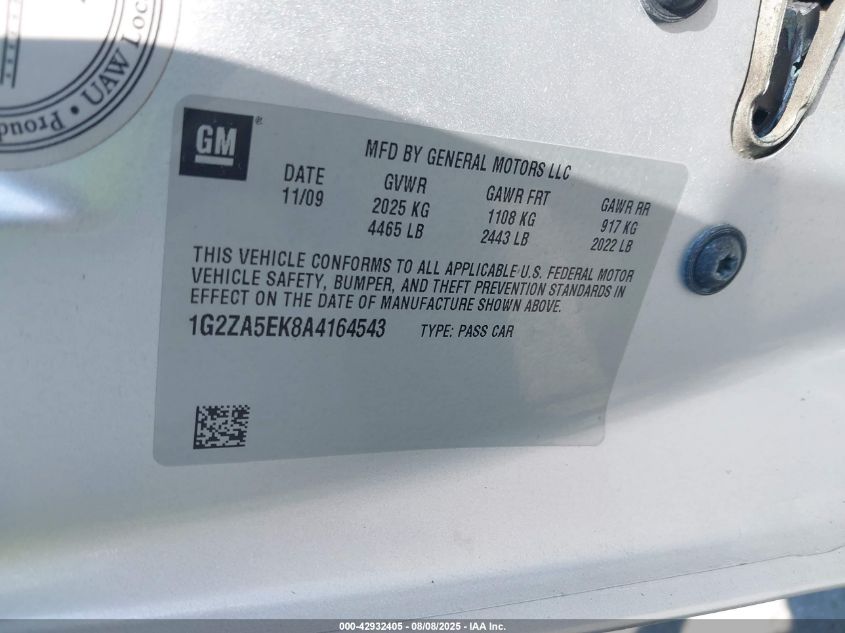 Proud
• UAW Loc
GM
®
MFD BY GENERAL MOTORS LLC
DATE GVWR GAWR FRT GAWR RR
11/09 2025 KG 1108 KG 917 KG
4465 LB 2443 LB 2022 LB
THIS VEHICLE CONFORMS TO ALL APPLICABLE U.S. FEDERAL MOTOR
VEHICLE SAFETY, BUMPER, AND THEFT PREVENTION STANDARDS IN
EFFECT ON THE DATE OF MANUFACTURE SHOWN ABOVE.
1G2ZA5EK8A4164543 TYPE: PASS CAR
000-42932405 - 08/08/2025 - IAA Inc.